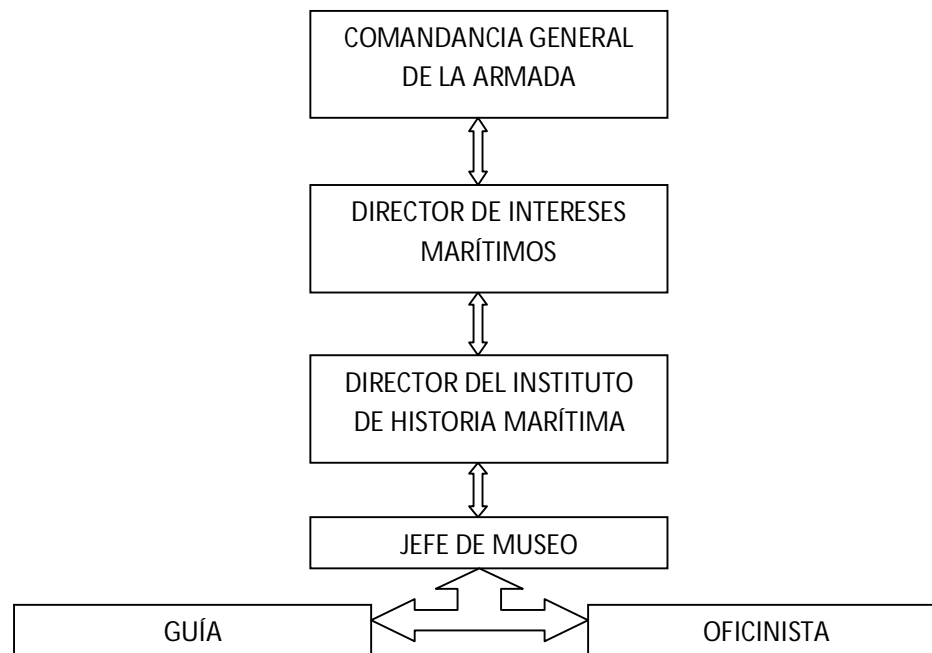 COMANDANCIA GENERAL
DE LA ARMADA
DIRECTOR DE INTERESES
MARÍTIMOS
DIRECTOR DEL INSTITUTO
DE HISTORIA MARÍTIMA
JEFE DE MUSEO
GUÍA
OFICINISTA